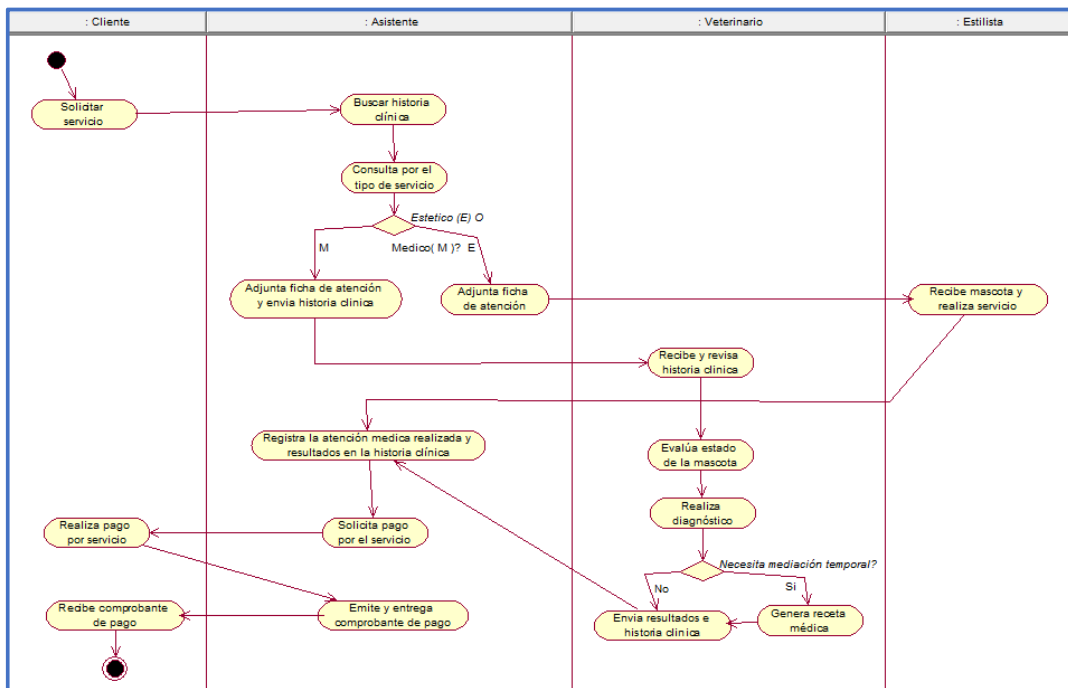 : Cliente
: Asistente
: Veterinario
: Estilista
Solicitar
servicio
Buscar historia
clínica
Consulta por el
tipo de servicio
Estetico (E) O
M
Medico( M )? E
Adjunta ficha de atención
y envia historia clinica
Adjunta ficha
de atención
Recibe mascota y
realiza servicio
Recibe y revisa
historia clinica
Registra la atención medica realizada y
resultados en la historia clínica
Evalúa estado
de la mascota
Realiza
diagnóstico
Realiza pago
por servicio
Solicita pago
por el servicio
Necesita mediación temporal?
No
Si
Recibe comprobante
de pago
Emite y entrega
comprobante de pago
Envia resultados e
historia clinica
Genera receta
médica